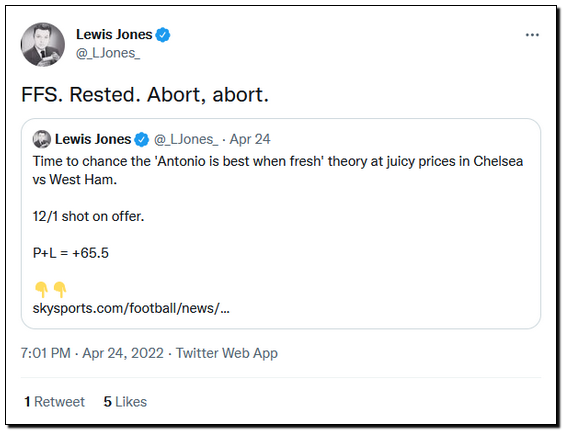 Lewis Jones
@_LJones_
FFS. Rested. Abort, abort.
Lewis Jones @_LJones_ · Apr 24
Time to chance the 'Antonio is best when fresh' theory at juicy prices in Chelsea
vs West Ham.
12/1 shot on offer.
P+L = +65.5
👇👇
skysports.com/football/news/...
7:01 PM · Apr 24, 2022 · Twitter Web App
1 Retweet 5 Likes